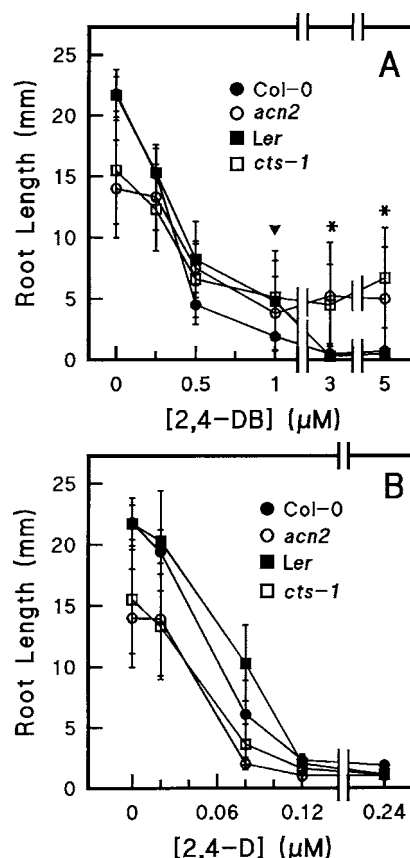 A
Root Length (mm)
25
20
15
10
5
0
Col-0
acn2
Ler
cts-1
▼ * *
0 0.5 1 3 5
[2,4-DB] (μM)
B
Root Length (mm)
25
20
15
10
5
0
Col-0
acn2
Ler
cts-1
0 0.06 0.12 0.24
[2,4-D] (μM)